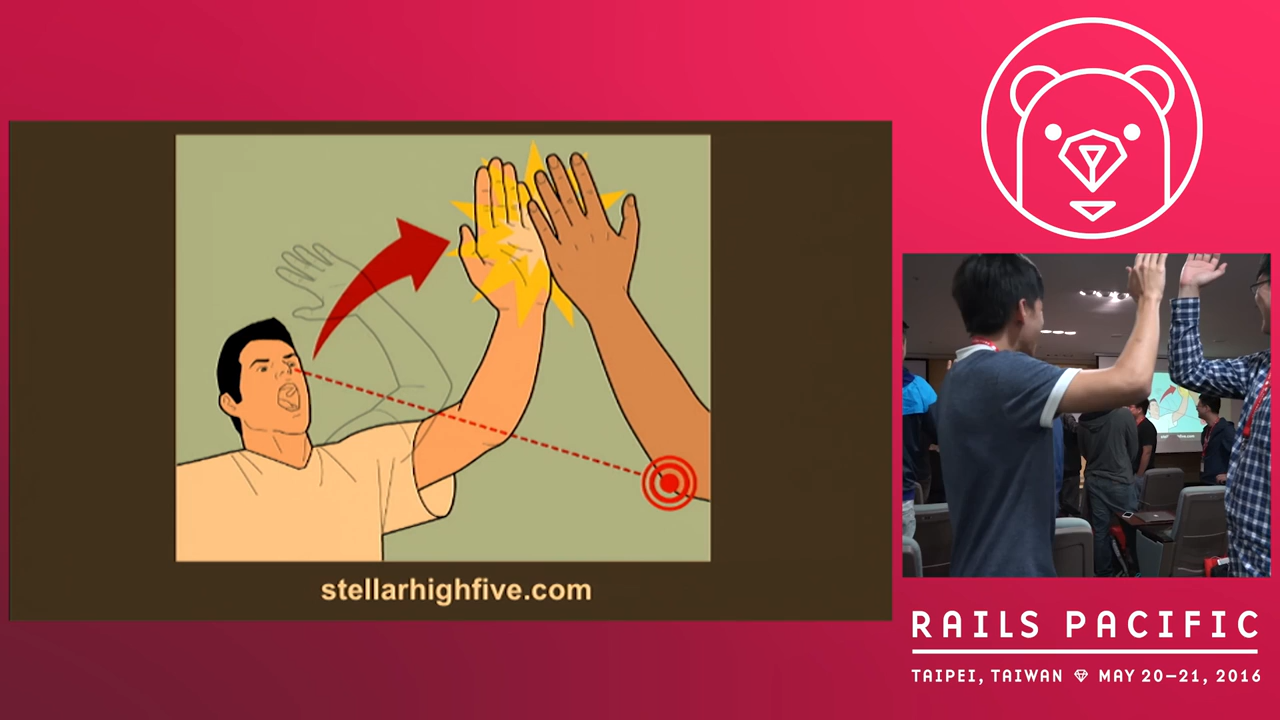 stellarhighfive.com
RAILS PACIFIC
TAIPEI, TAIWAN MAY 20–21, 2016